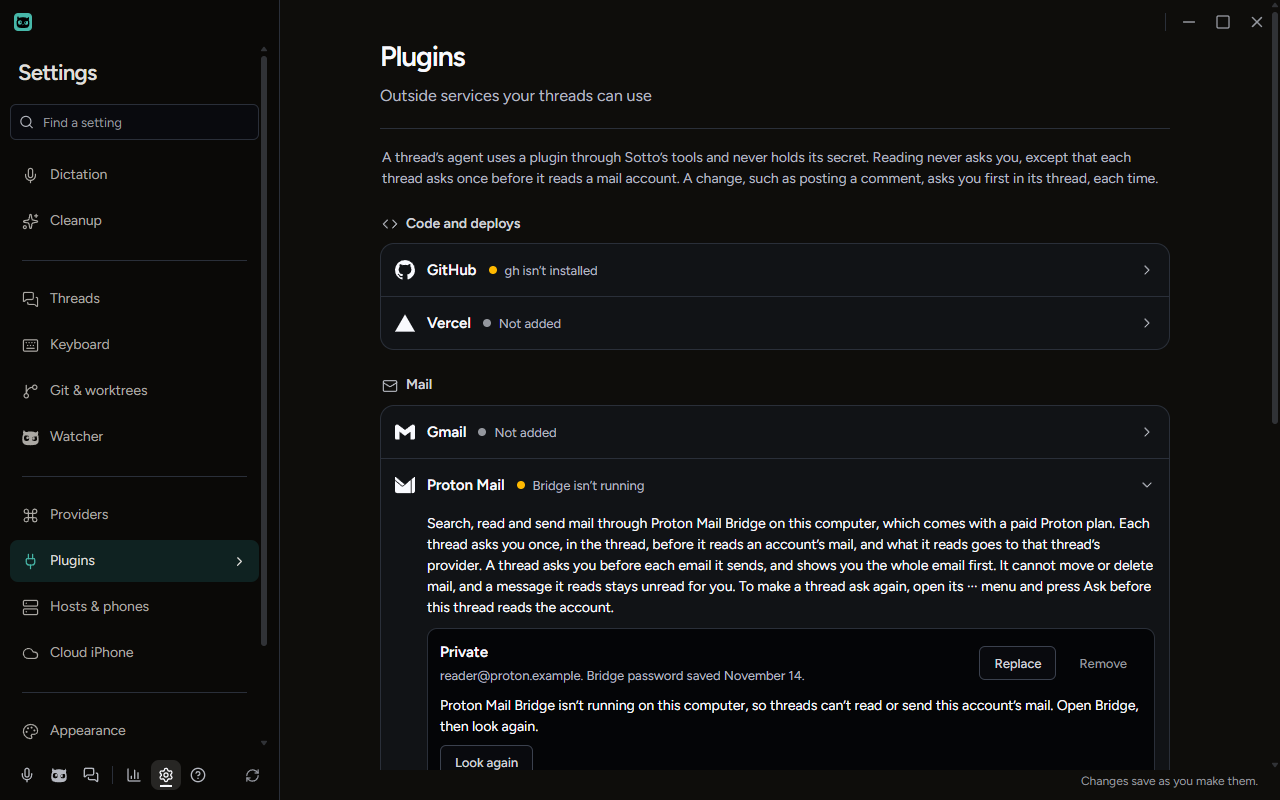 Settings
Find a setting
Dictation
Cleanup
Threads
Keyboard
Git & worktrees
Watcher
Providers
Plugins
Hosts & phones
Cloud iPhone
Appearance
Plugins
Outside services your threads can use
A thread's agent uses a plugin through Sotto's tools and never holds its secret. Reading never asks you, except that each
thread asks once before it reads a mail account. A change, such as posting a comment, asks you first in its thread, each time.
Code and deploys
GitHub gh isn't installed
Vercel Not added
Mail
Gmail Not added
Proton Mail Bridge isn't running
Search, read and send mail through Proton Mail Bridge on this computer, which comes with a paid Proton plan. Each
thread asks you once, in the thread, before it reads an account's mail, and what it reads goes to that thread's
provider. A thread asks you before each email it sends, and shows you the whole email first. It cannot move or delete
mail, and a message it reads stays unread for you. To make a thread ask again, open its ··· menu and press Ask before
this thread reads the account.
Private
reader@proton.example. Bridge password saved November 14.
Replace
Remove
Proton Mail Bridge isn't running on this computer, so threads can't read or send this account's mail. Open Bridge,
then look again.
Look again
Changes save as you make them.